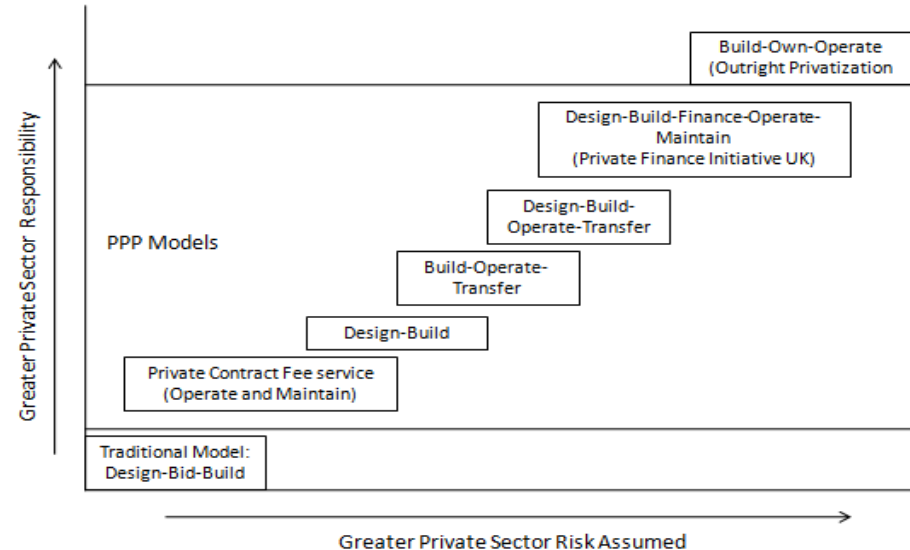 Build-Own-Operate
(Outright Privatization
Design-Build-Finance-Operate-
Maintain
(Private Finance Initiative UK)
Design-Build-
Operate-Transfer
PPP Models
Build-Operate-
Transfer
Design-Build
Private Contract Fee service
(Operate and Maintain)
Traditional Model:
Design-Bid-Build
Greater Private Sector Responsibility
Greater Private Sector Risk Assumed